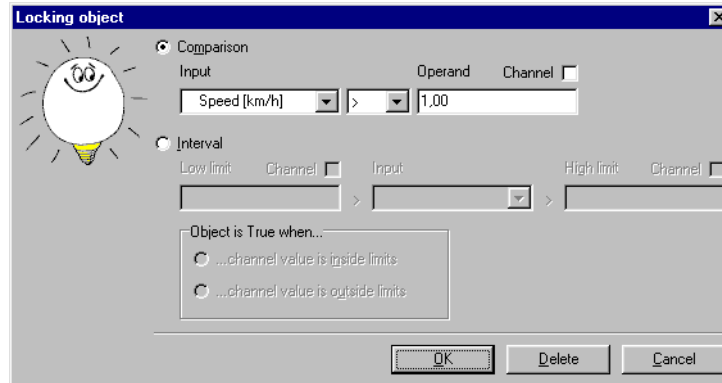 Locking object
Comparison
Input Operand Channel
Speed [km/h] > 1,00
Interval
Low limit Channel Input High limit Channel
> >
Object is True when...
...channel value is inside limits
...channel value is outside limits
OK Delete Cancel